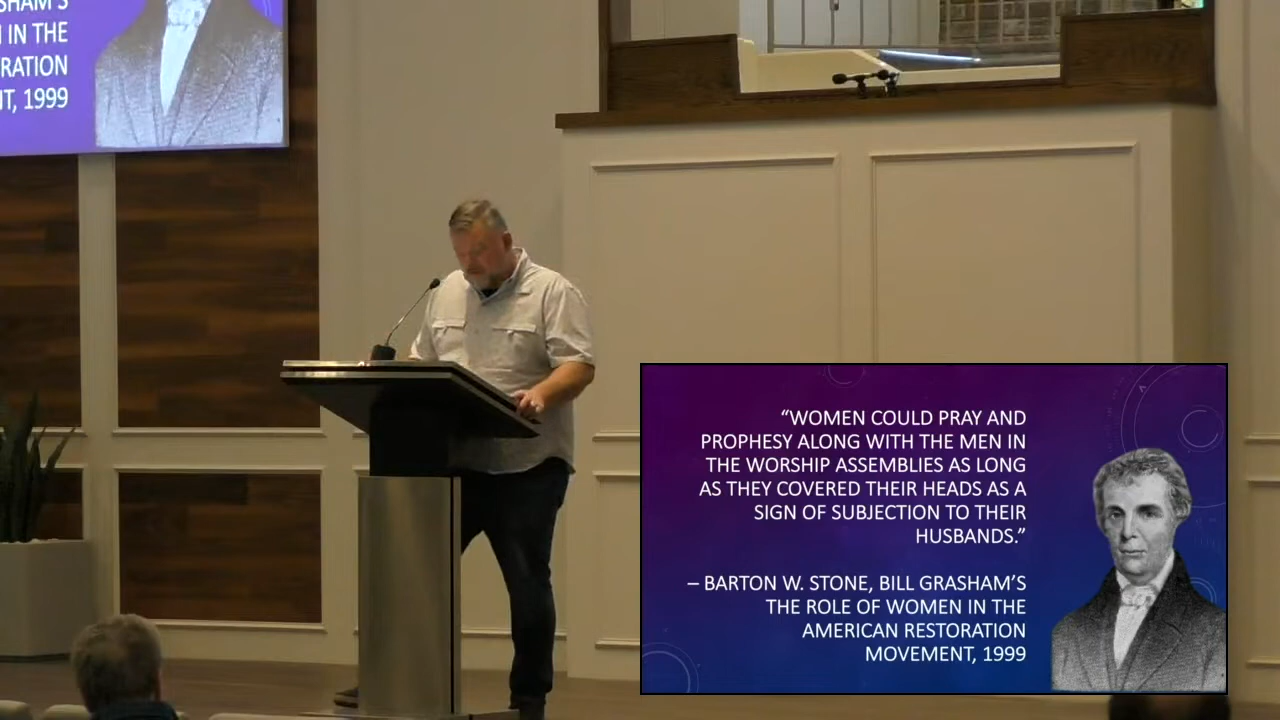 SHAM'S
IN THE
RATION
T, 1999
“WOMEN COULD PRAY AND
PROPHESY ALONG WITH THE MEN IN
THE WORSHIP ASSEMBLIES AS LONG
AS THEY COVERED THEIR HEADS AS A
SIGN OF SUBJECTION TO THEIR
HUSBANDS.”
– BARTON W. STONE, BILL GRASHAM’S
THE ROLE OF WOMEN IN THE
AMERICAN RESTORATION
MOVEMENT, 1999